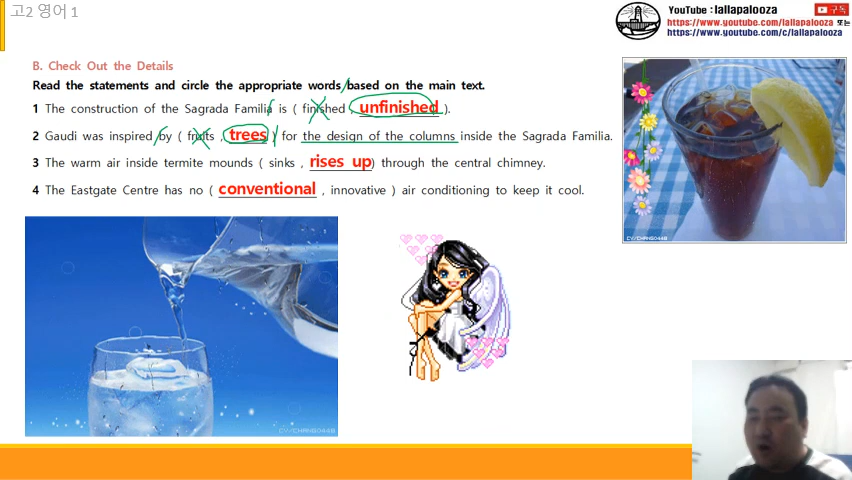 고2 영어 1
YouTube : lallapalooza
구독
https://www.youtube.com/lallapalooza 또는
https://www.youtube.com/c/lallapalooza
B. Check Out the Details
Read the statements and circle the appropriate words based on the main text.
1 The construction of the Sagrada Familia is ( finished , unfinished ).
2 Gaudi was inspired by ( fruits , trees ) for the design of the columns inside the Sagrada Familia.
3 The warm air inside termite mounds ( sinks , rises up ) through the central chimney.
4 The Eastgate Centre has no ( conventional , innovative ) air conditioning to keep it cool.